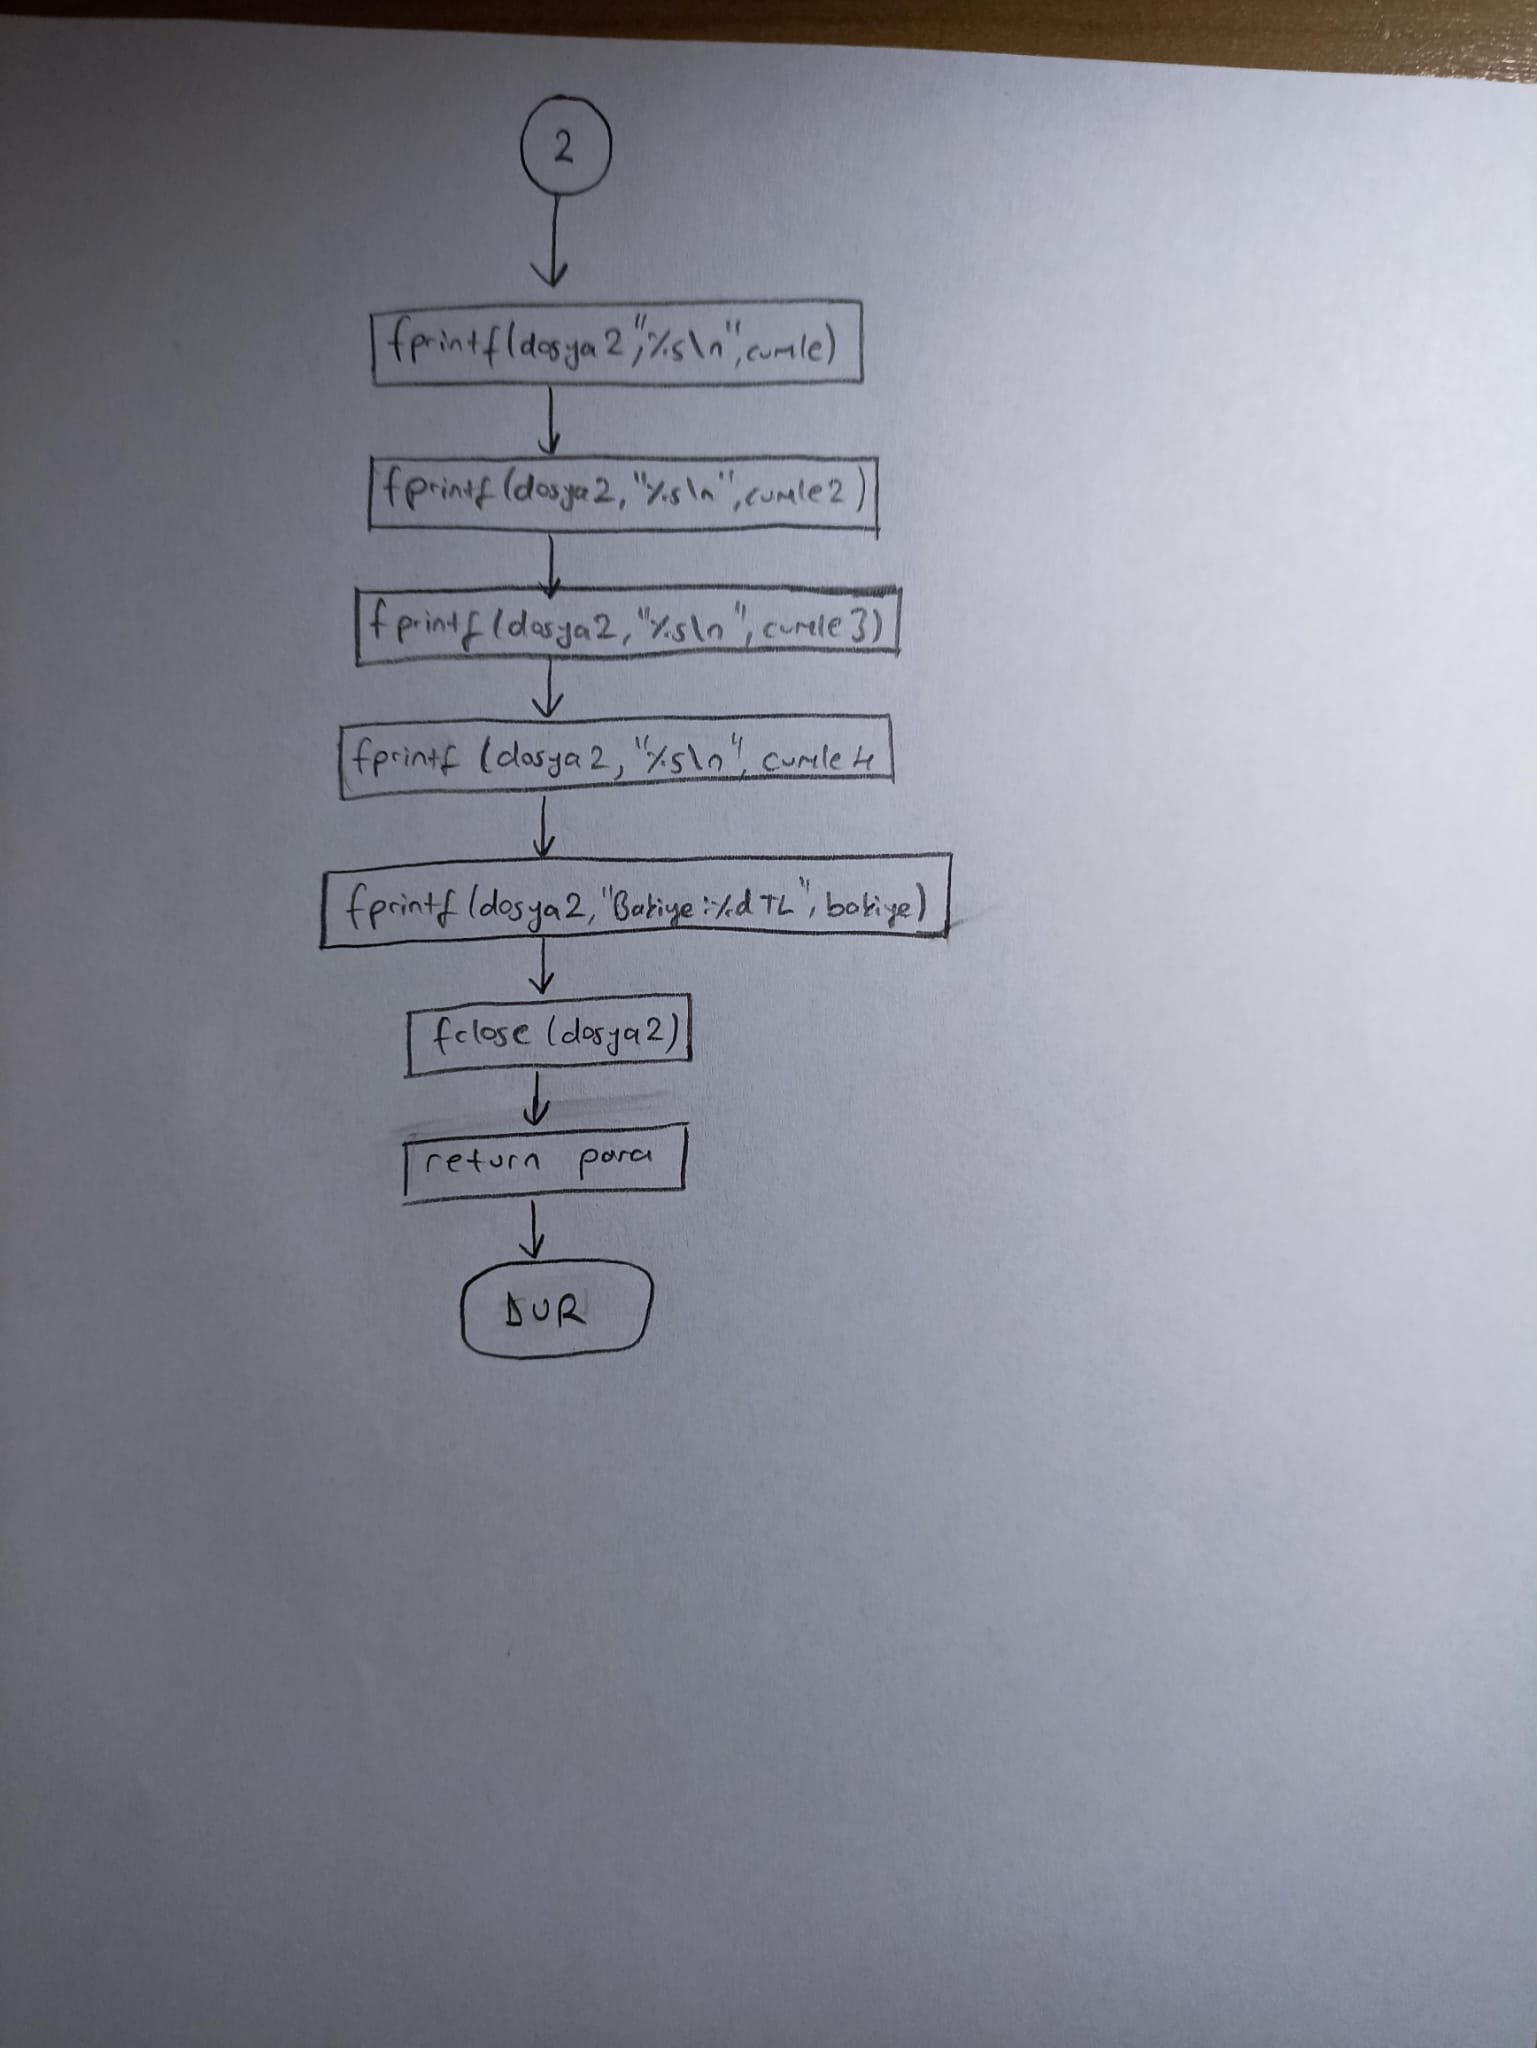 2
fprintf(dosya2,"%s\n",cumle)
fprintf(dosya2,"%s\n",cumle2)
fprintf(dosya2,"%s\n",cumle3)
fprintf(dosya2,"%s\n",cumle4
fprintf(dosya2,"Bakiye:%d TL",bakiye)
fclose(dosya2)
return para
DUR